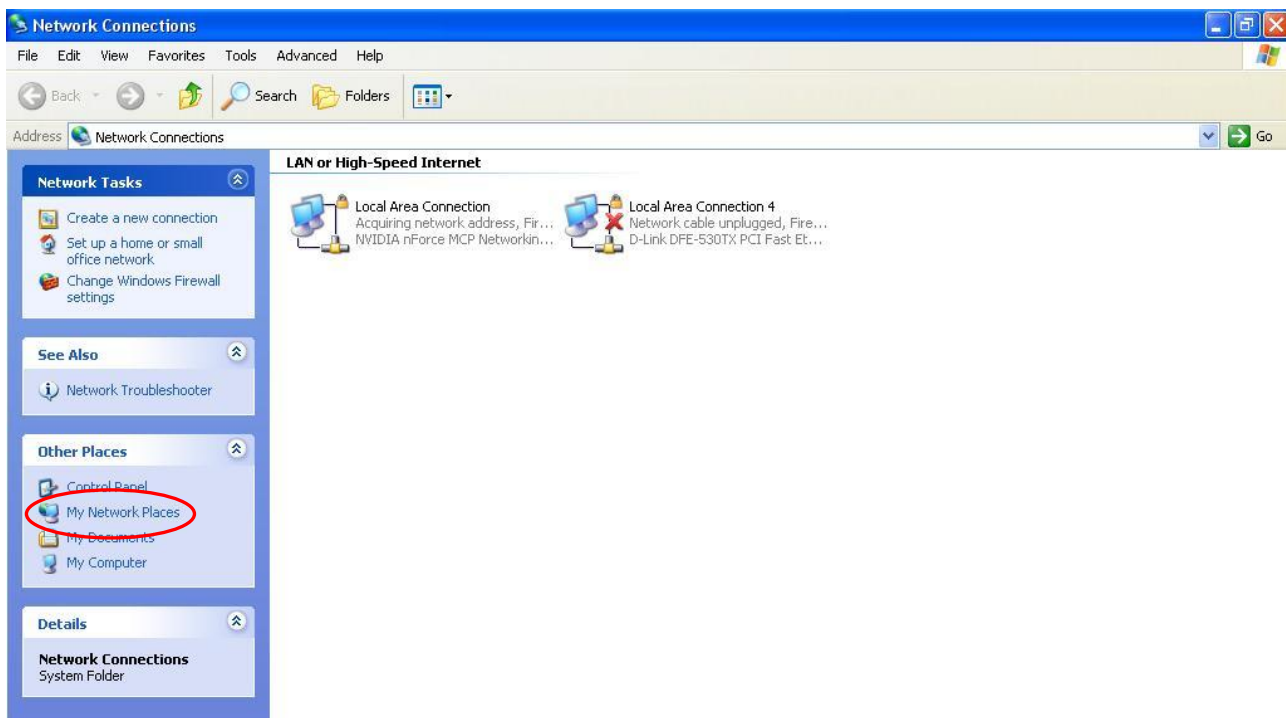 Network Connections
File Edit View Favorites Tools Advanced Help
Back Search Folders
Address Network Connections Go
Network Tasks
Create a new connection
Set up a home or small
office network
Change Windows Firewall
settings
See Also
Network Troubleshooter
Other Places
Control Panel
My Network Places
My Documents
My Computer
Details
Network Connections
System Folder
LAN or High-Speed Internet
Local Area Connection
Acquiring network address, Fir...
NVIDIA nForce MCP Networkin...
Local Area Connection 4
Network cable unplugged, Fire...
D-Link DFE-530TX PCI Fast Et...